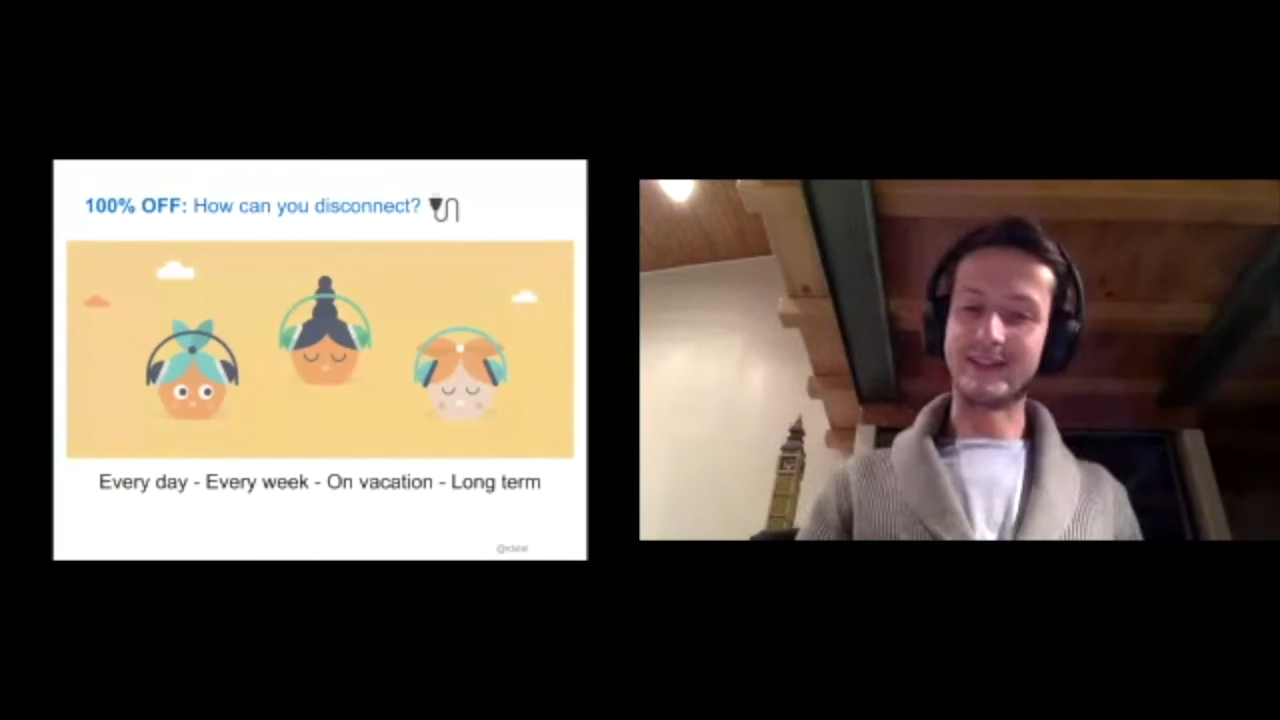 100% OFF: How can you disconnect?
Every day - Every week - On vacation - Long term